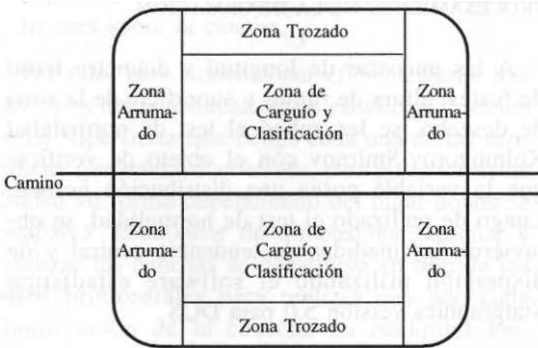 Zona Trozado
Zona
Arruma-
do
Zona de
Carguío y
Clasificación
Zona
Arruma-
do
Camino
Zona
Arruma-
do
Zona de
Carguío y
Clasificación
Zona
Arruma-
do
Zona Trozado